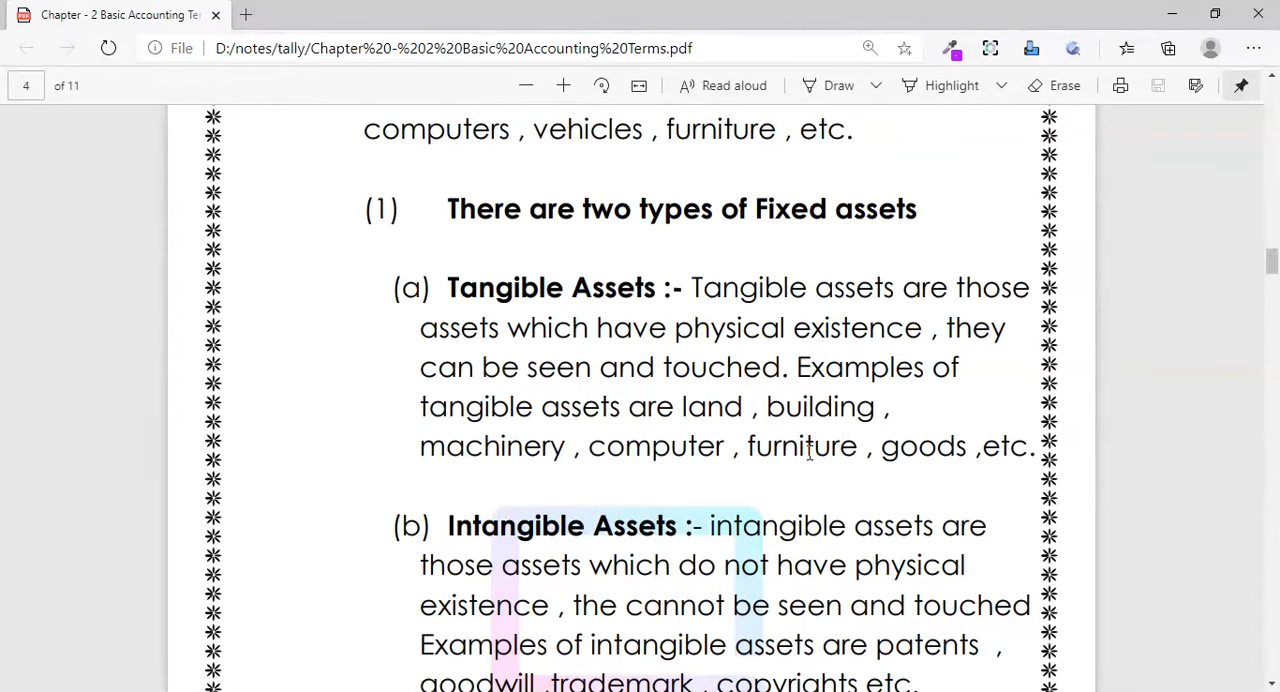 Chapter - 2 Basic Accounting Ter
File
D:/notes/tally/Chapter%20-%202%20Basic%20Accounting%20Terms.pdf
4 of 11
Read aloud
Draw
Highlight
Erase
computers , vehicles , furniture , etc.
(1) There are two types of Fixed assets
(a) Tangible Assets :- Tangible assets are those
assets which have physical existence , they
can be seen and touched. Examples of
tangible assets are land , building ,
machinery , computer , furniture , goods ,etc.
(b) Intangible Assets :- intangible assets are
those assets which do not have physical
existence , the cannot be seen and touched
Examples of intangible assets are patents ,
goodwill ,trademark , copyrights etc.